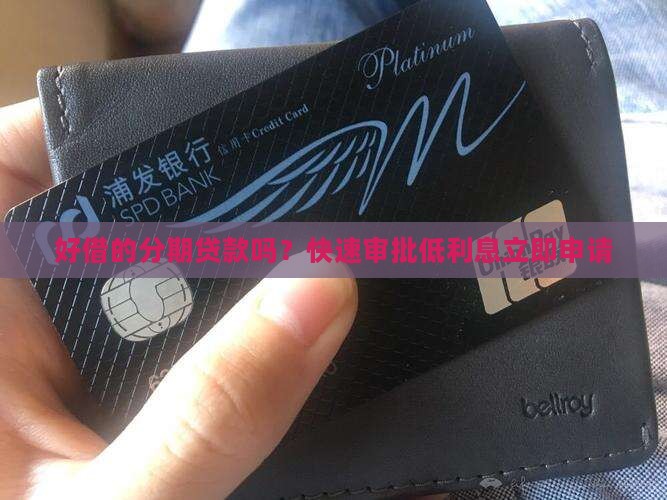 Platinum
信用卡Credit Card
浦发银行
SPD BANK
好借的分期贷款吗?快速审批低利息立即申请
bellroy